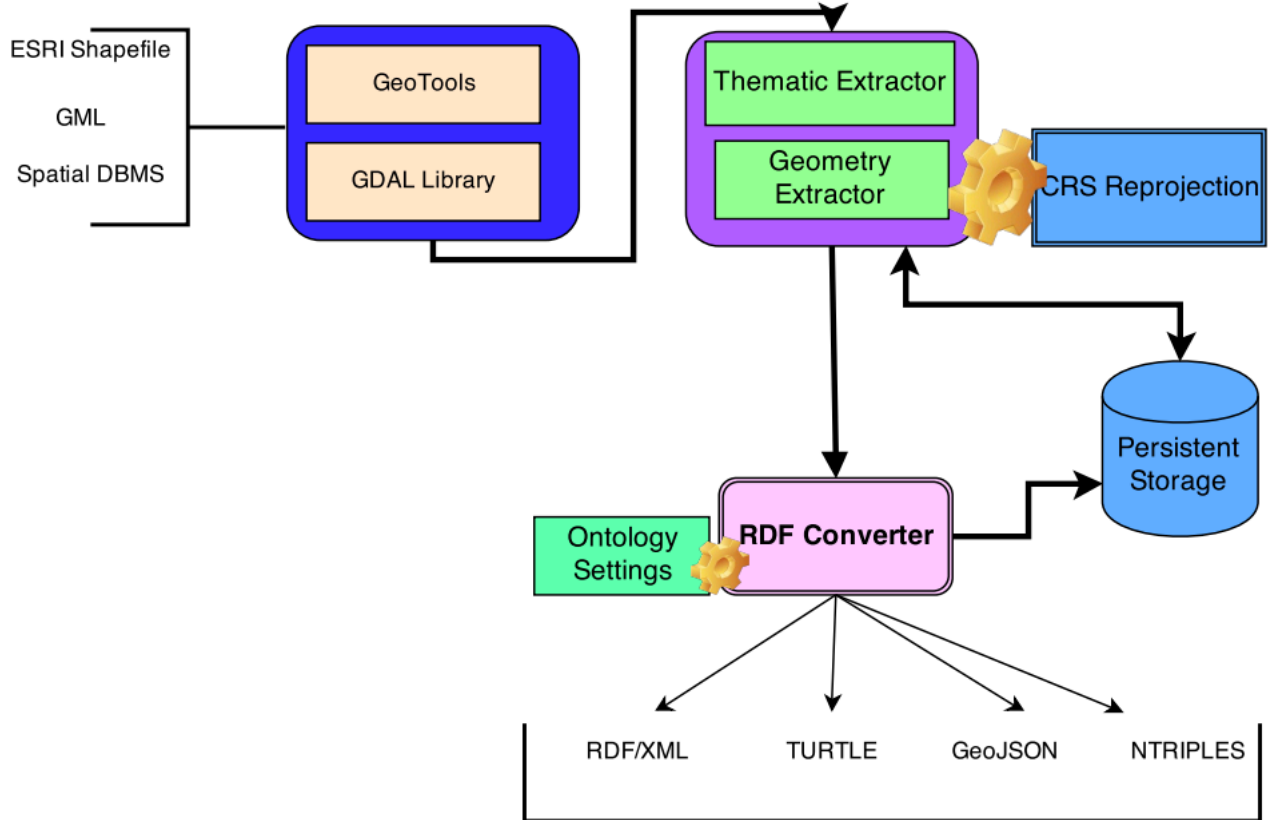 ESRI Shapefile
GML
Spatial DBMS
GeoTools
GDAL Library
Thematic Extractor
Geometry
Extractor
CRS Reprojection
Persistent
Storage
Ontology
Settings
RDF Converter
RDF/XML
TURTLE
GeoJSON
NTRIPLES